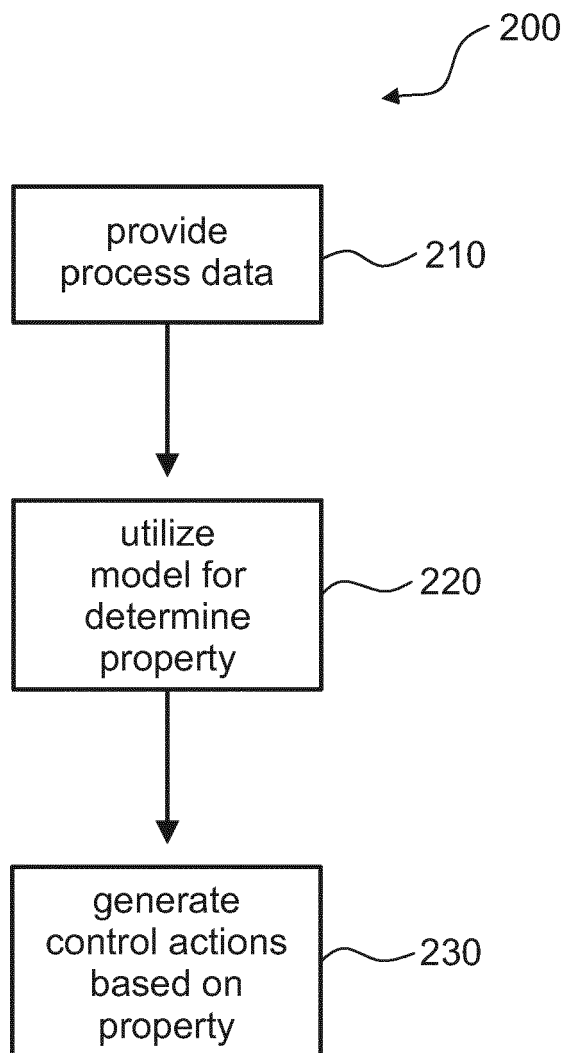 200
provide
process data
210
utilize
model for
determine
property
220
generate
control actions
based on
property
230